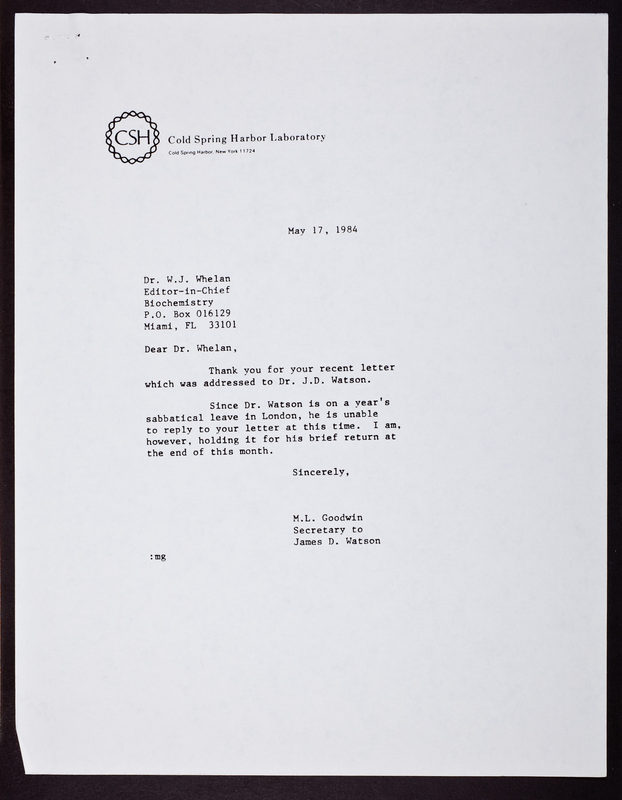 CSH
Cold Spring Harbor Laboratory
Cold Spring Harbor, New York 11724
May 17, 1984
Dr. W.J. Whelan
Editor-in-Chief
Biochemistry
P.O. Box 016129
Miami, FL  33101
Dear Dr. Whelan,
Thank you for your recent letter
which was addressed to Dr. J.D. Watson.
Since Dr. Watson is on a year's
sabbatical leave in London, he is unable
to reply to your letter at this time.  I am,
however, holding it for his brief return at
the end of this month.
Sincerely,
M.L. Goodwin
Secretary to
James D. Watson
:mg